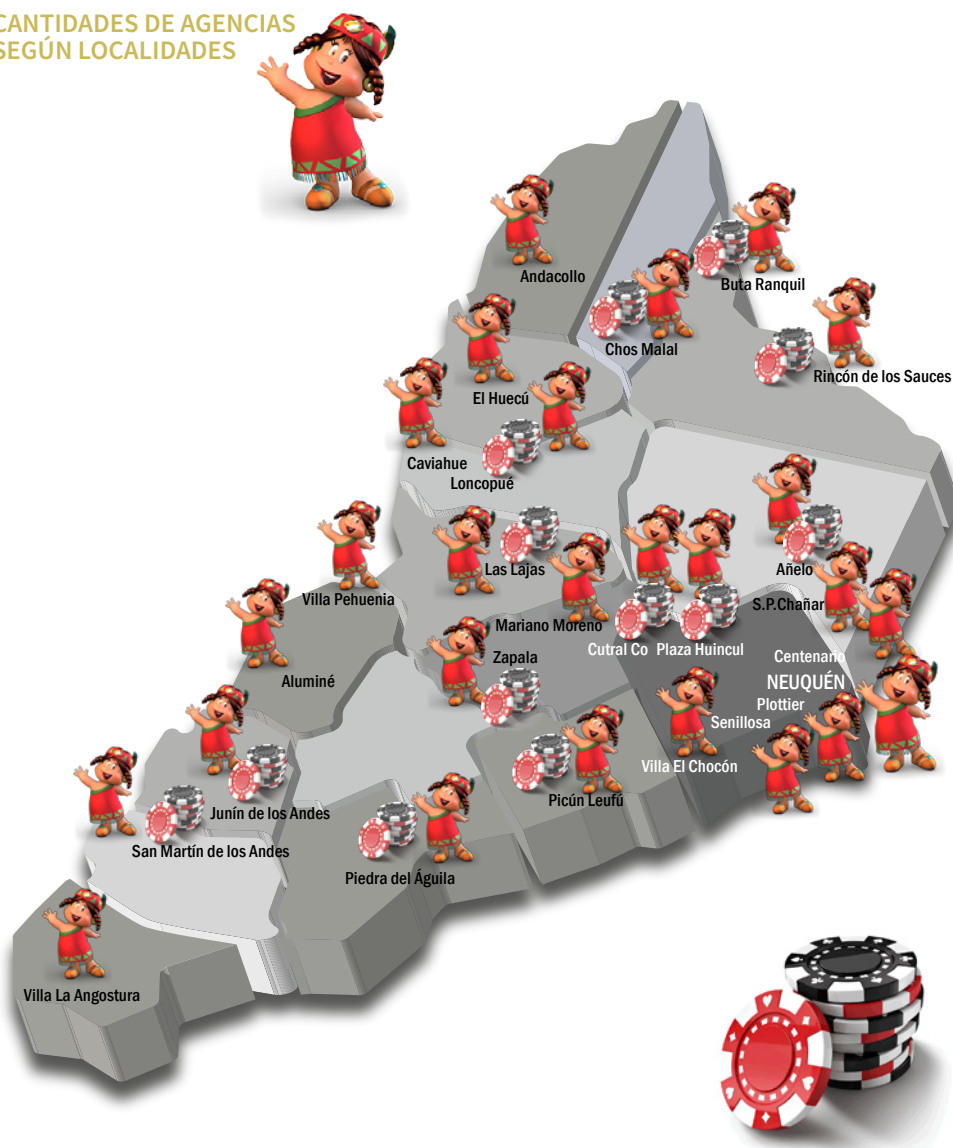 CANTIDADES DE AGENCIAS
SEGÚN LOCALIDADES
Andacollo
Buta Ranquil
Chos Malal
Rincón de los Sauces
El Huecú
Caviahue
Loncopué
Las Lajas
Añelo
Villa Pehuenia
S.P.Chañar
Mariano Moreno
Cutral Co
Plaza Huincul
Zapala
Centenario
Aluminé
NEUQUÉN
Plottier
Senillosa
Villa El Chocón
Picún Leufú
Junín de los Andes
San Martín de los Andes
Piedra del Águila
Villa La Angostura